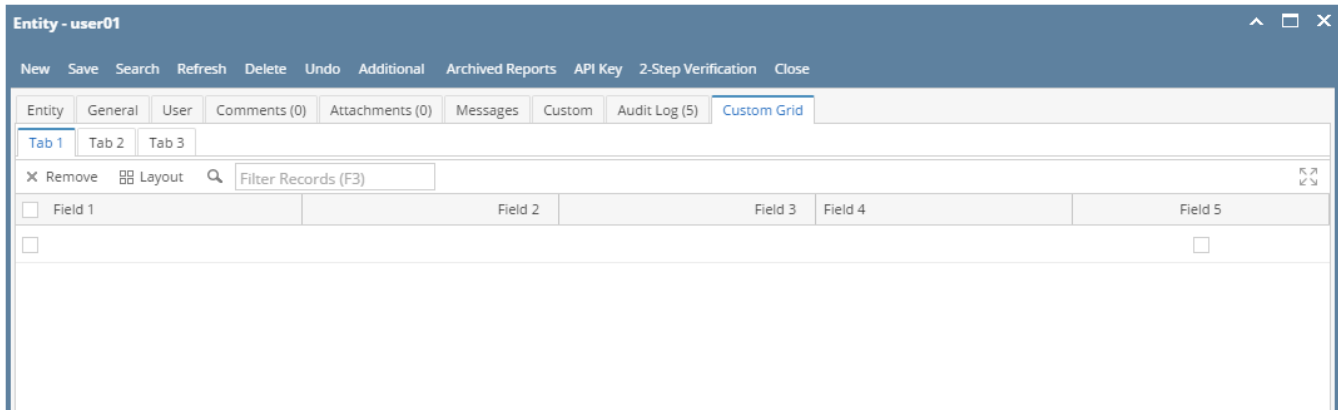 Entity - user01
New Save Search Refresh Delete Undo Additional Archived Reports API Key 2-Step Verification Close
Entity General User Comments (0) Attachments (0) Messages Custom Audit Log (5) Custom Grid
Tab 1 Tab 2 Tab 3
Remove Layout Filter Records (F3)
Field 1 Field 2 Field 3 Field 4 Field 5